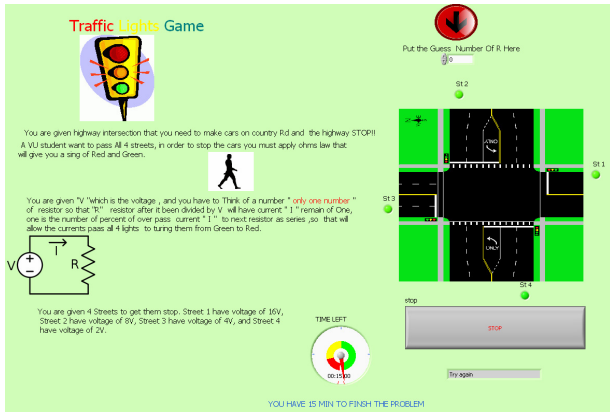 Traffic Lights Game
Put the Guess Number Of R Here
0
St 2
You are given highway intersection that you need to make cars on country Rd and the highway STOP!!
A VU student want to pass All 4 streets, in order to stop the cars you must apply ohms law that
will give you a sing of Red and Green.
ONLY
St 1
You are given "V "which is the voltage , and you have to Think of a number " only one number "
of resistor so that "R" resistor after it been divided by V will have current " I " remain of One,
one is the number of percent of over pass current " I " to next resistor as series ,so that will
allow the currents paas all 4 lights to turing them from Green to Red.
St 3
ONLY
I
V
R
St 4
stop
STOP
You are given 4 Streets to get them stop. Street 1 have voltage of 16V,
Street 2 have voltage of 8V, Street 3 have voltage of 4V, and Street 4
have voltage of 2V.
TIME LEFT
00:15:00
Try again
YOU HAVE 15 MIN TO FINSH THE PROBLEM